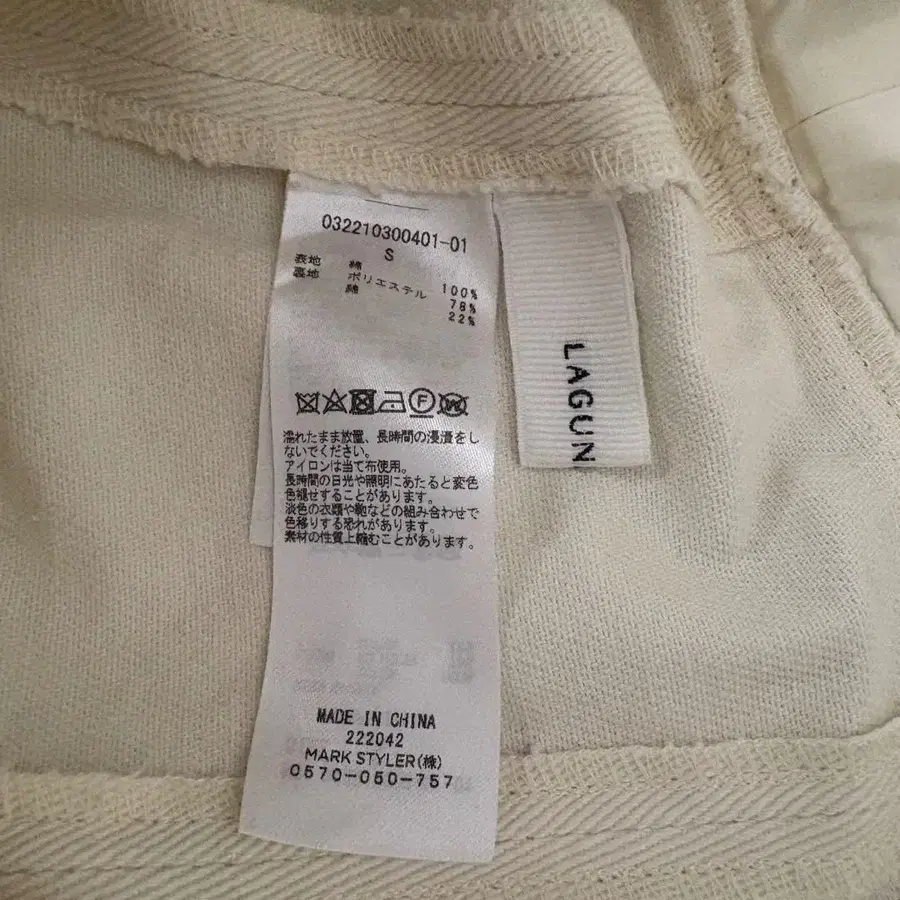 032210300401-01
S
表地 綿 100%
裏地 ポリエステル 78%
綿 22%
濡れたまま放置、長時間の浸漬をし
ないでください。
アイロンは当て布使用。
長時間の日光や照明にあたると変色
色褪せすることがあります。
淡色の衣類や鞄などの組み合わせで
色移りする恐れがあります。
素材の性質上縮むことがあります。
MADE IN CHINA
222042
MARK STYLER(株)
0570-050-757
LAGUN